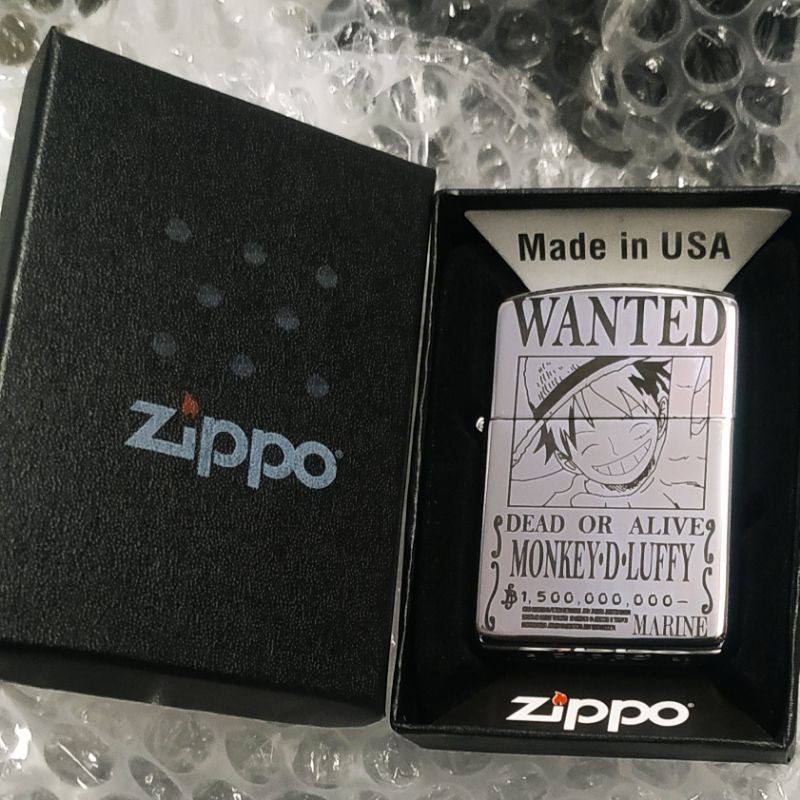 zippo
Made in USA
WANTED
DEAD OR ALIVE
MONKEY·D·LUFFY
฿1,500,000,000-
MARINE
zippo